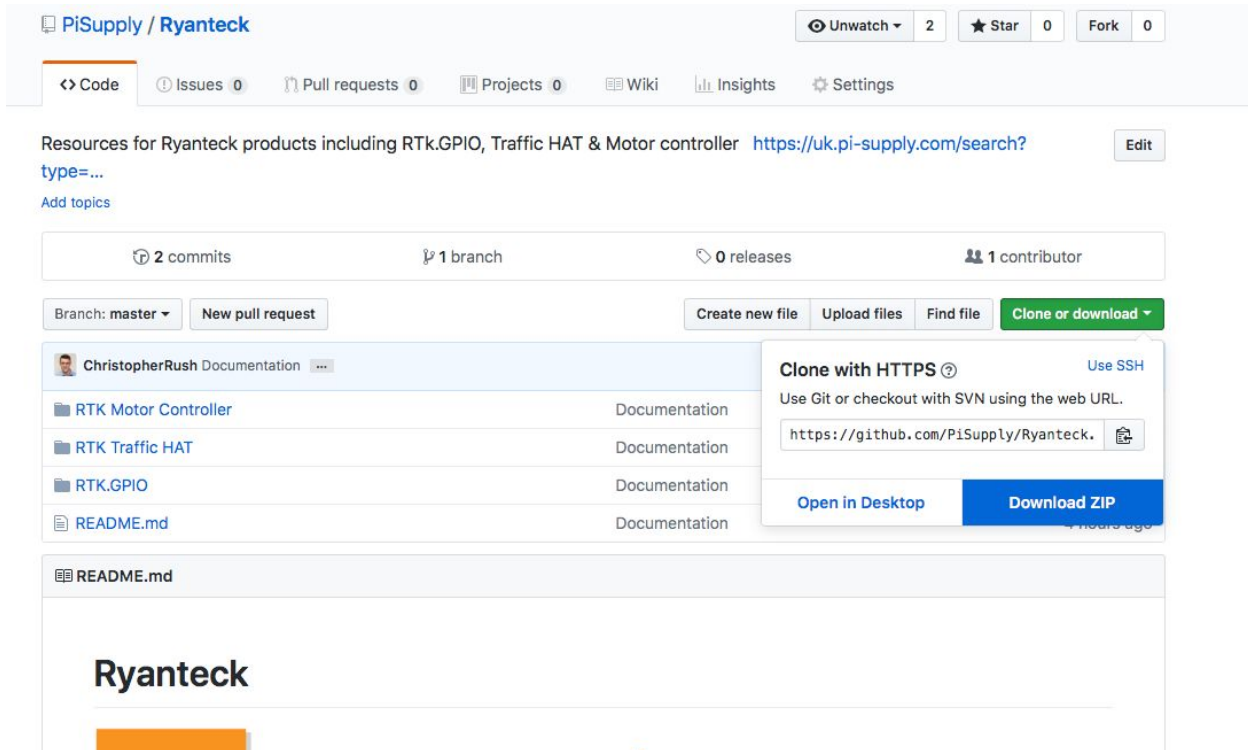 PiSupply / Ryanteck
Unwatch 2 Star 0 Fork 0
Code Issues 0 Pull requests 0 Projects 0 Wiki Insights Settings
Resources for Ryanteck products including RTk.GPIO, Traffic HAT & Motor controller https://uk.pi-supply.com/search?
type=...
Edit
Add topics
2 commits 1 branch 0 releases 1 contributor
Branch: master New pull request Create new file Upload files Find file Clone or download
ChristopherRush Documentation ...
Clone with HTTPS Use SSH
Use Git or checkout with SVN using the web URL.
https://github.com/PiSupply/Ryanteck.
Open in Desktop Download ZIP
RTK Motor Controller Documentation
RTK Traffic HAT Documentation
RTK.GPIO Documentation
README.md Documentation 4 hours ago
README.md
Ryanteck